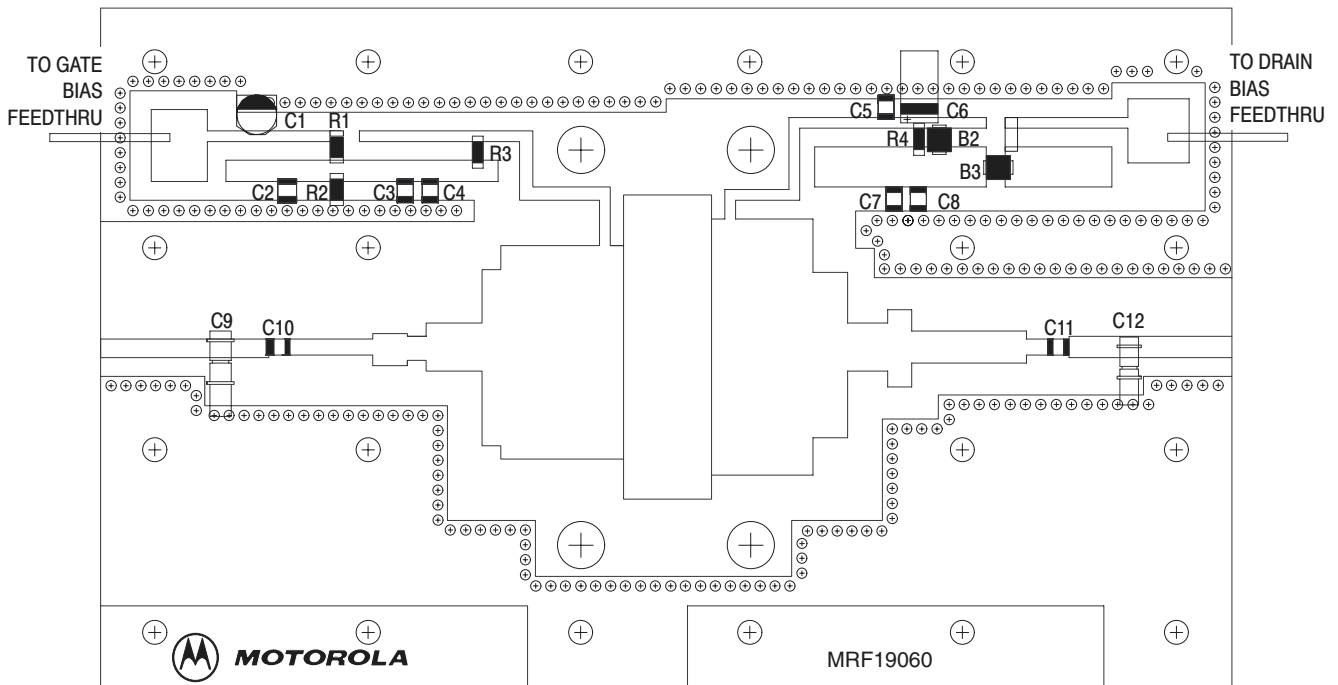 TO GATE
BIAS
FEEDTHRU
TO DRAIN
BIAS
FEEDTHRU
C1
R1
R3
C2
R2
C3
C4
C5
C6
R4
B2
B3
C7
C8
C9
C10
C11
C12
MOTOROLA
MRF19060